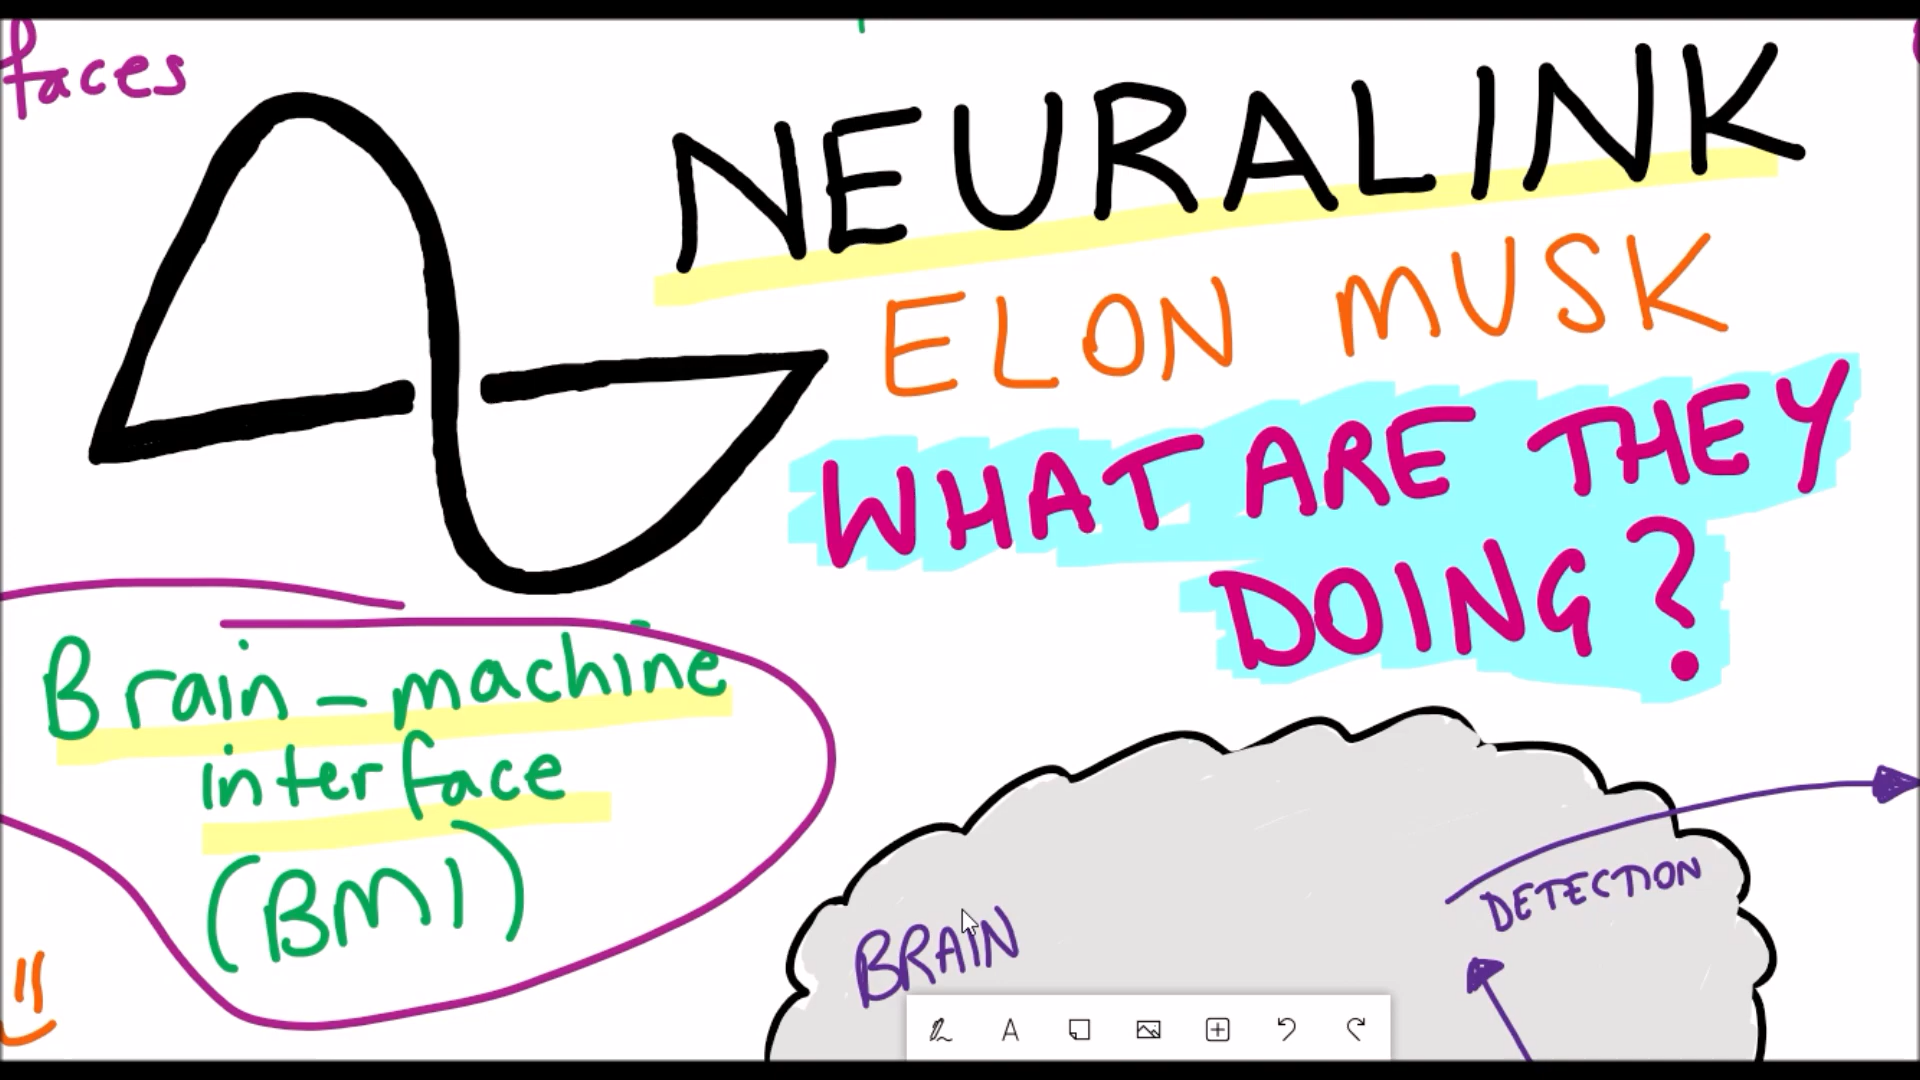 faces
NEURALINK
ELON MUSK
WHAT ARE THEY
DOING?
Brain-machine
interface
(BMI)
DETECTION
BRAIN